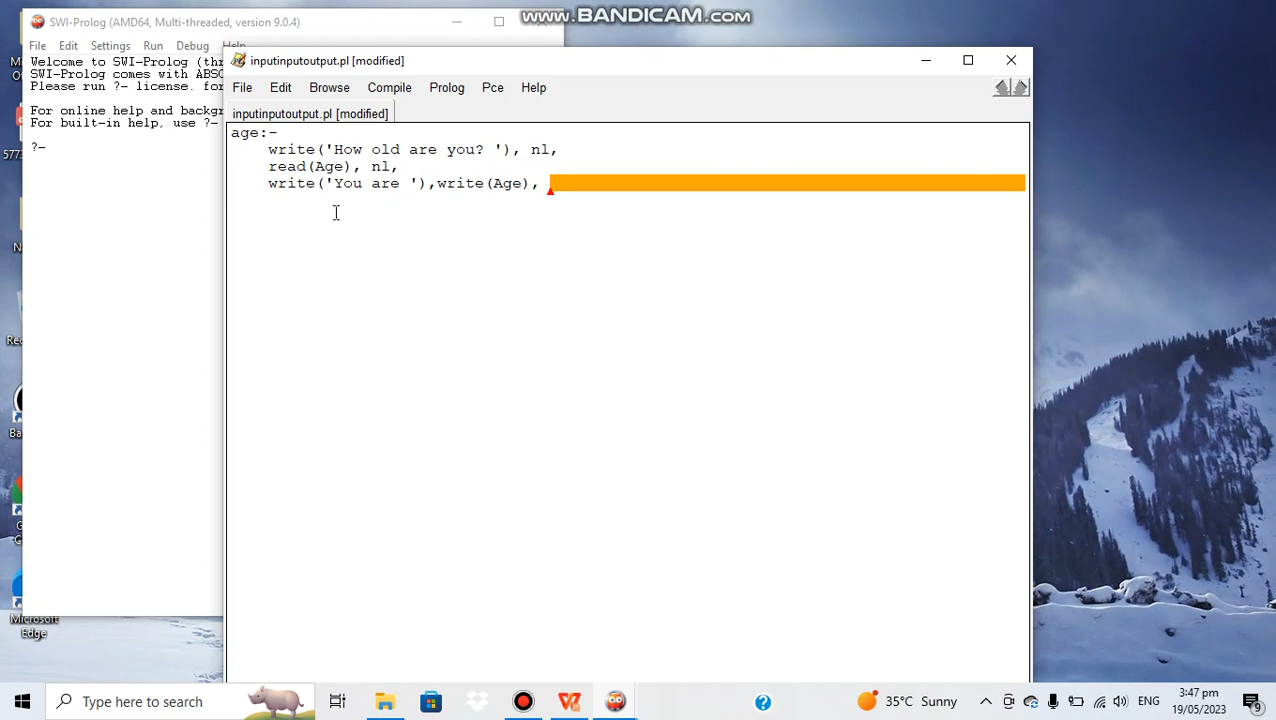 www.BANDICAM.com
SWI-Prolog (AMD64, Multi-threaded, version 9.0.4)
File Edit Settings Run Debug Help
Welcome to SWI-Prolog
SWI-Prolog comes with
Please run ?- license.
For online help and
For built-in help, use ?-
?-
inputinputoutput.pl [modified]
File Edit Browse Compile Prolog Pce Help
inputinputoutput.pl [modified]
age:-
write('How old are you? '), nl,
read(Age), nl,
write('You are '),write(Age),
Microsoft
Edge
Type here to search
35°C Sunny
ENG
3:47 pm
19/05/2023
9